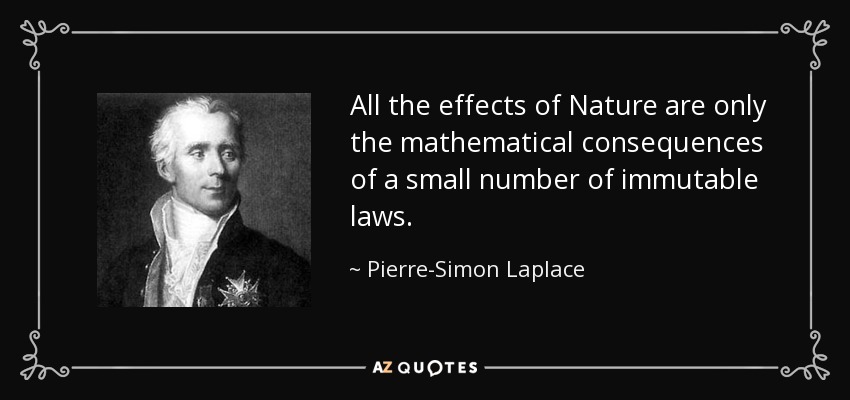 All the effects of Nature are only
the mathematical consequences
of a small number of immutable
laws.
~ Pierre-Simon Laplace
AZ QUOTES